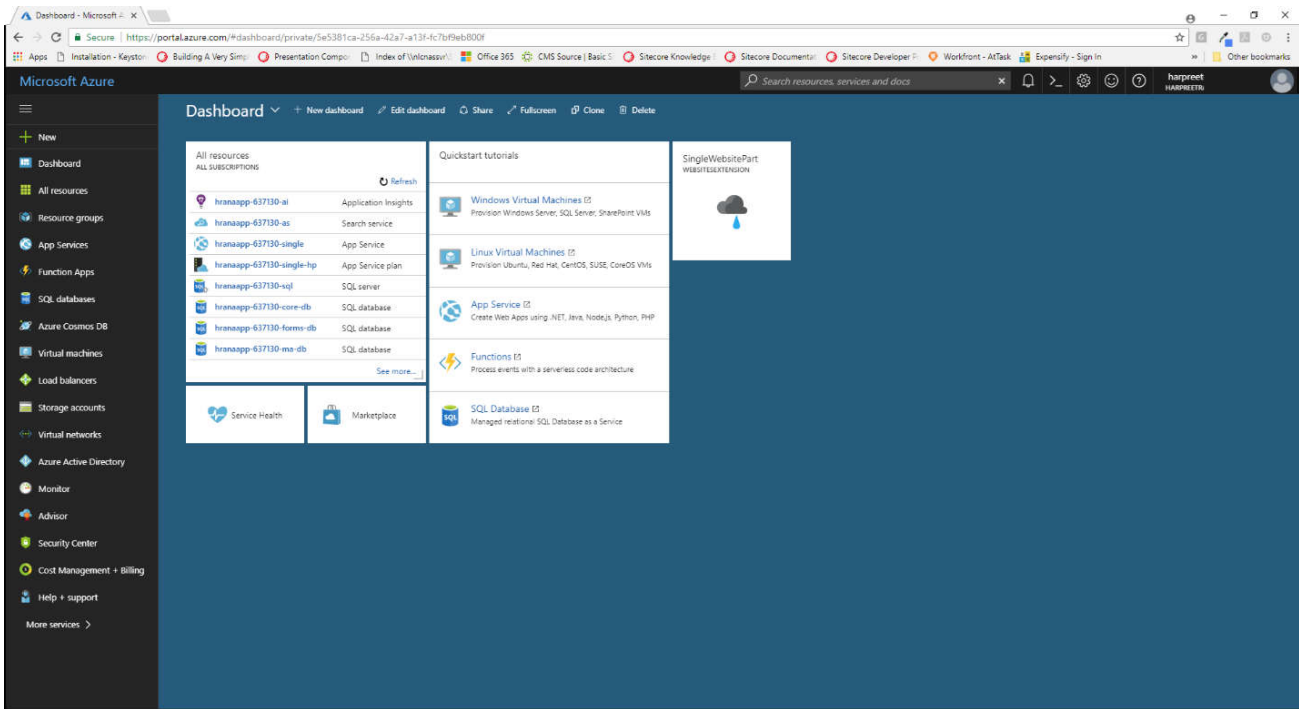 Dashboard - Microsoft A
Secure | https://portal.azure.com/#dashboard/private/5e5381ca-256a-42a7-a13f-fc7bf9eb800f
Apps Installation - Keyston Building A Very Simp Presentation Compo Index of \\nlcnassvr\ Office 365 CMS Source | Basic S Sitecore Knowledge Sitecore Documentat Sitecore Developer Workfront - AtTask Expensify - Sign In » Other bookmarks
Microsoft Azure
Search resources, services and docs
harpreet
Dashboard + New dashboard Edit dashboard Share Fullscreen Clone Delete
New
Dashboard
All resources
Resource groups
App Services
Function Apps
SQL databases
Azure Cosmos DB
Virtual machines
Load balancers
Storage accounts
Virtual networks
Azure Active Directory
Monitor
Advisor
Security Center
Cost Management + Billing
Help + support
More services >
All resources
ALL SUBSCRIPTIONS
Refresh
hranaapp-637130-ai Application Insights
hranaapp-637130-as Search service
hranaapp-637130-single App Service
hranaapp-637130-single-hp App Service plan
hranaapp-637130-sql SQL server
hranaapp-637130-core-db SQL database
hranaapp-637130-forms-db SQL database
hranaapp-637130-ma-db SQL database
See more...
Service Health
Marketplace
Quickstart tutorials
Windows Virtual Machines
Provision Windows Server, SQL Server, SharePoint VMs
Linux Virtual Machines
Provision Ubuntu, Red Hat, CentOS, SUSE, CoreOS VMs
App Service
Create Web Apps using .NET, Java, Node.js, Python, PHP
Functions
Process events with a serverless code architecture
SQL
SQL Database
Managed relational SQL Database as a Service
SingleWebsitePart
WEBSITESEXTENSION